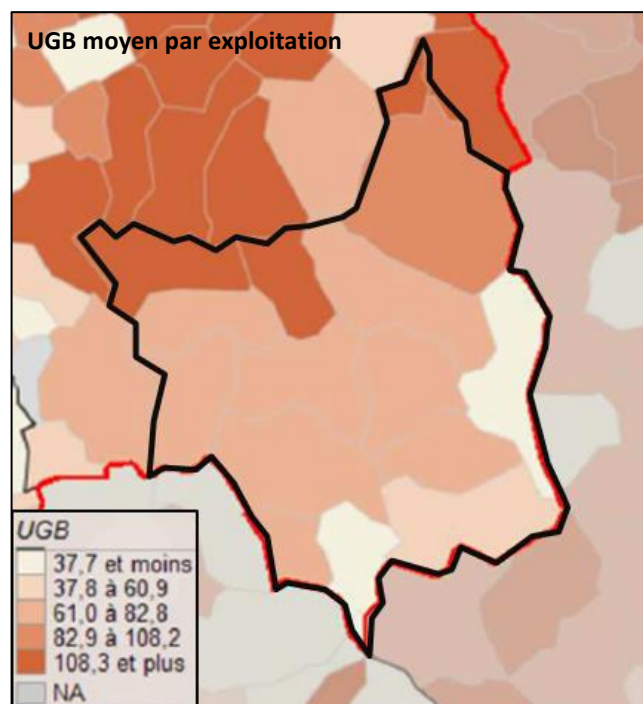 UGB moyen par exploitation
UGB
37,7 et moins
37,8 à 60,9
61,0 à 82,8
82,9 à 108,2
108,3 et plus
NA